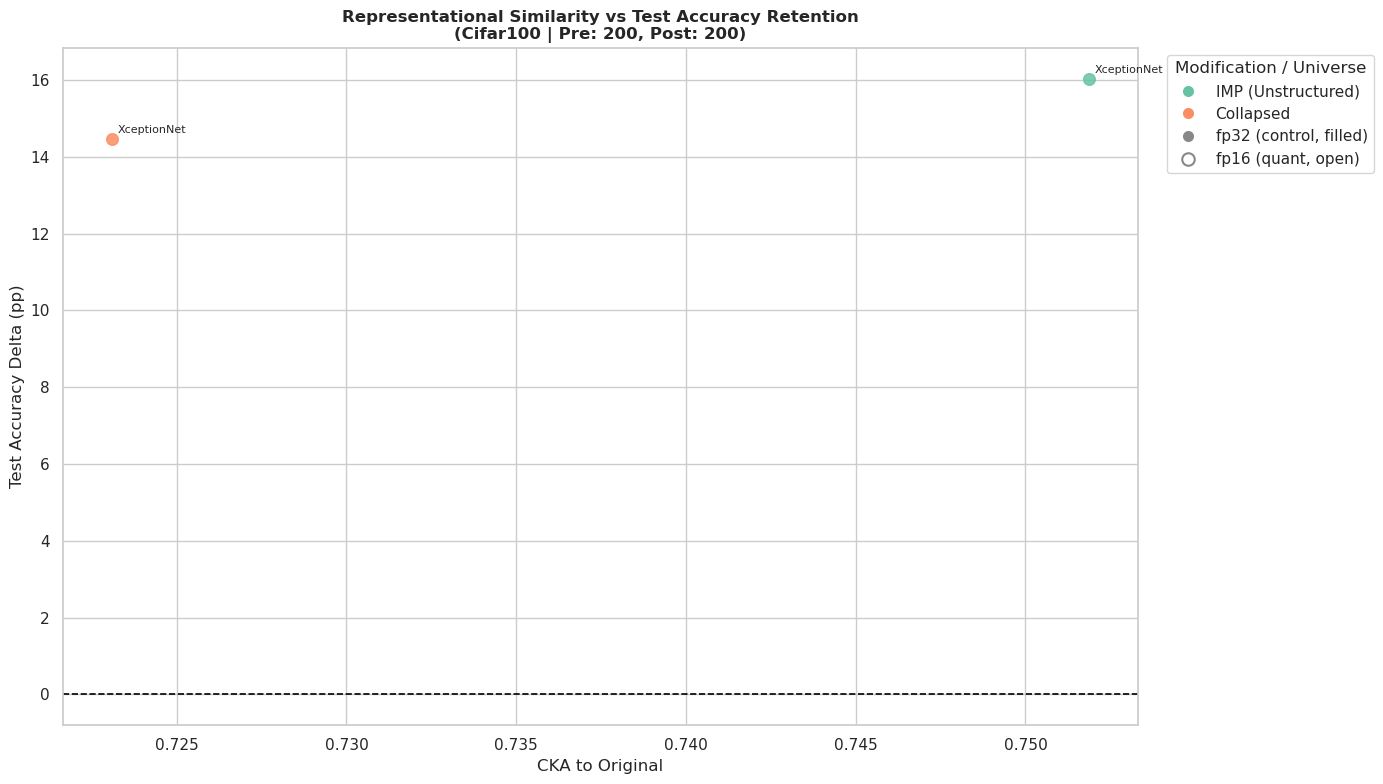 Representational Similarity vs Test Accuracy Retention
(Cifar100 | Pre: 200, Post: 200)
Test Accuracy Delta (pp)
16
14
12
10
8
6
4
2
0
XceptionNet
XceptionNet
0.725
0.730
0.735
0.740
0.745
0.750
CKA to Original
Modification / Universe
IMP (Unstructured)
Collapsed
fp32 (control, filled)
fp16 (quant, open)